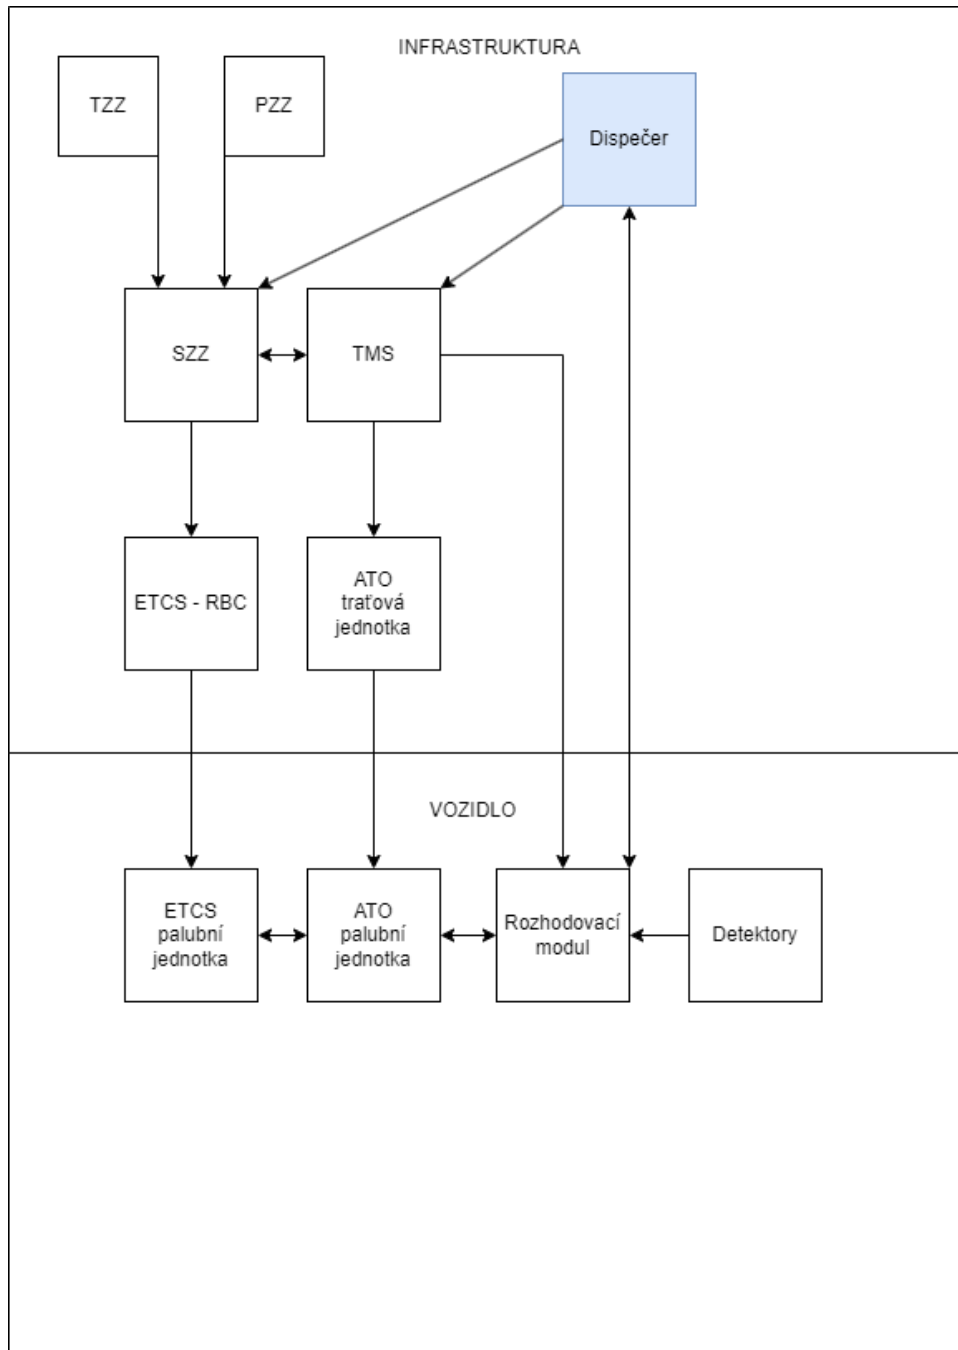 INFRASTRUKTURA
TZZ
PZZ
Dispečer
SZZ
TMS
ETCS - RBC
ATO
traťová
jednotka
VOZIDLO
ETCS
palubní
jednotka
ATO
palubní
jednotka
Rozhodovací
modul
Detektory